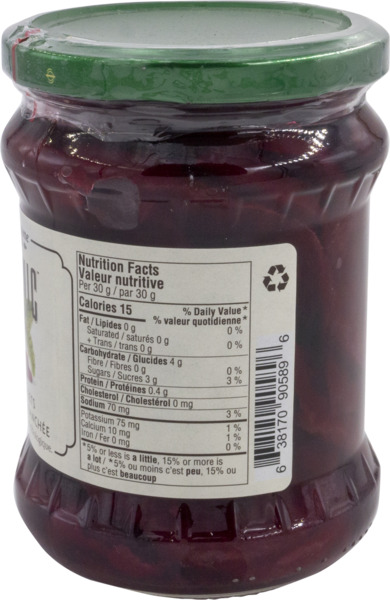 Nutrition Facts
Valeur nutritive
Per 30 g / par 30 g
Calories 15
% Daily Value*
% valeur quotidienne*
Fat / Lipides 0 g 0 %
Saturated / saturés 0 g
+ Trans / trans 0 g 0 %
Carbohydrate / Glucides 4 g
Fibre / Fibres 0 g 0 %
Sugars / Sucres 3 g 3 %
Protein / Protéines 0.4 g
Cholesterol / Cholestérol 0 mg
Sodium 70 mg 3 %
Potassium 75 mg 1 %
Calcium 10 mg 1 %
Iron / Fer 0 mg 0 %
*5% or less is a little, 15% or more is
a lot / *5% ou moins c'est peu, 15% ou
plus c'est beaucoup
6 38170 90589 6